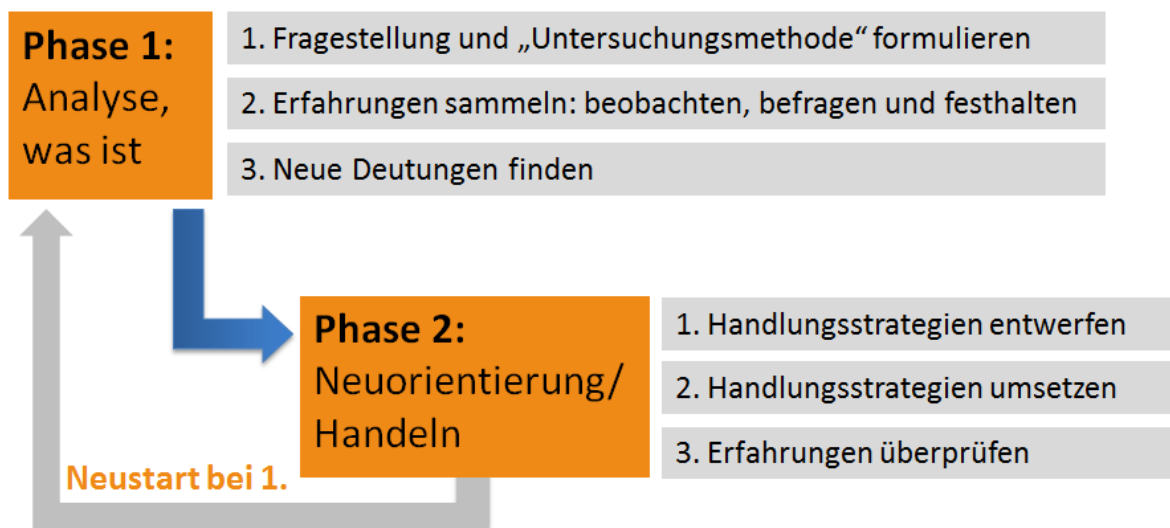 Phase 1:
Analyse,
was ist
1. Fragestellung und „Untersuchungsmethode“ formulieren
2. Erfahrungen sammeln: beobachten, befragen und festhalten
3. Neue Deutungen finden
Phase 2:
Neuorientierung/
Handeln
1. Handlungsstrategien entwerfen
2. Handlungsstrategien umsetzen
3. Erfahrungen überprüfen
Neustart bei 1.